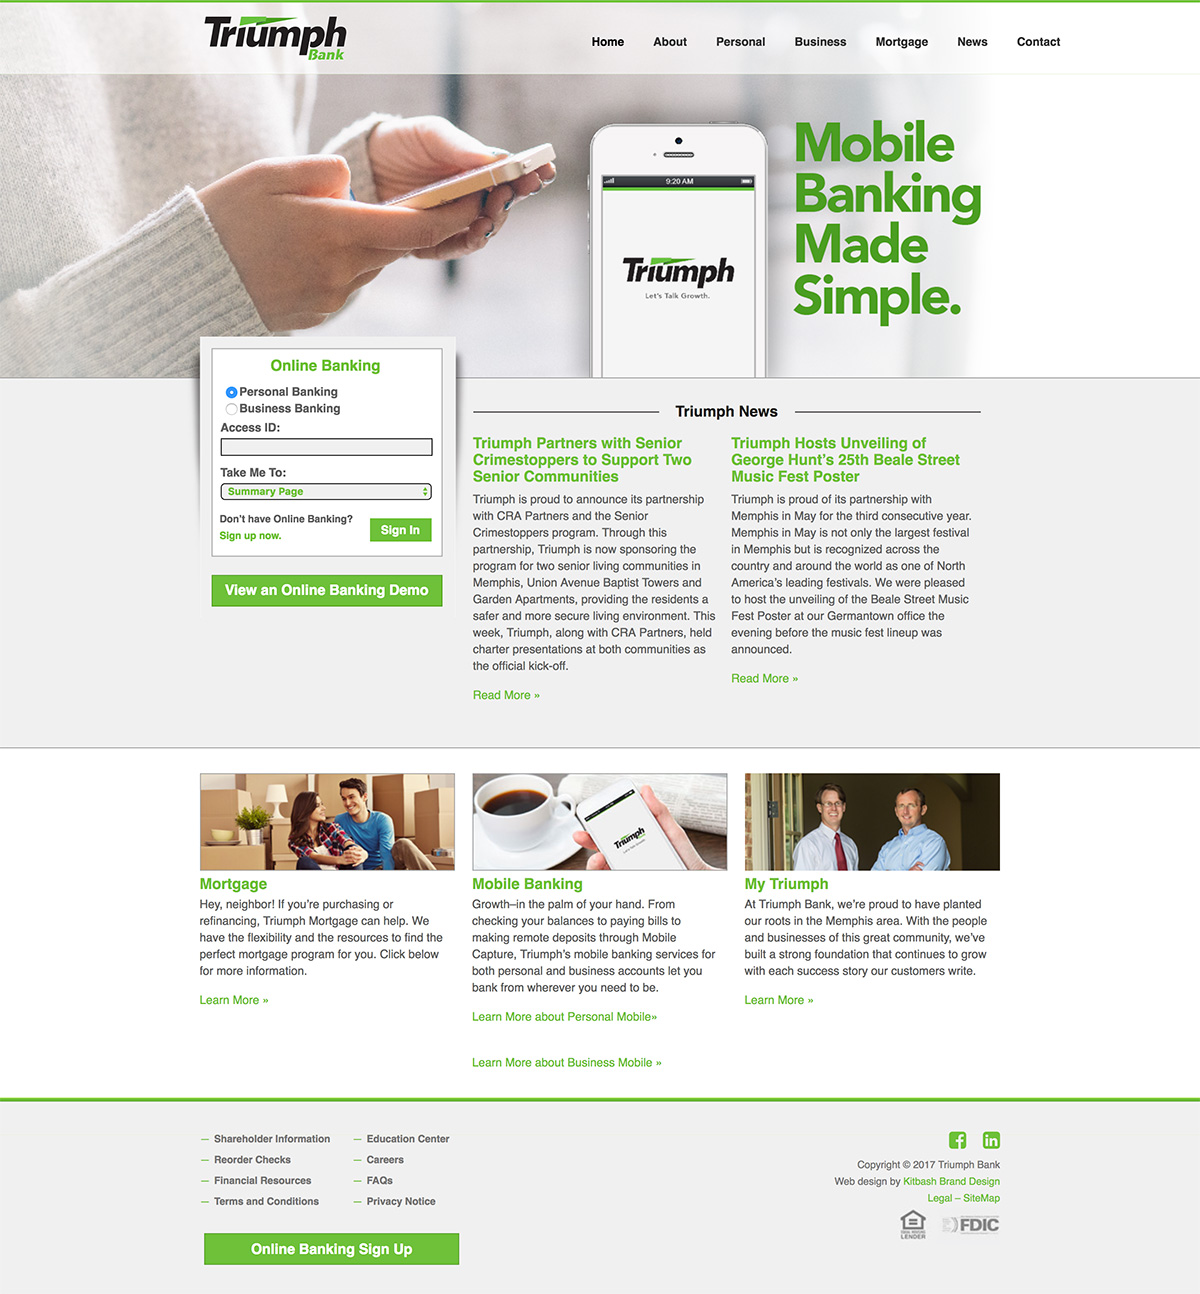 Triumph
Bank
Home About Personal Business Mortgage News Contact
9:20 AM
Triumph
Let's Talk Growth.
Mobile
Banking
Made
Simple.
Online Banking
Personal Banking
Business Banking
Access ID:
Take Me To:
Summary Page
Don't have Online Banking?
Sign up now.
Sign In
View an Online Banking Demo
Triumph News
Triumph Partners with Senior
Crimestoppers to Support Two
Senior Communities
Triumph is proud to announce its partnership
with CRA Partners and the Senior
Crimestoppers program. Through this
partnership, Triumph is now sponsoring the
program for two senior living communities in
Memphis, Union Avenue Baptist Towers and
Garden Apartments, providing the residents a
safer and more secure living environment. This
week, Triumph, along with CRA Partners, held
charter presentations at both communities as
the official kick-off.
Read More »
Triumph Hosts Unveiling of
George Hunt’s 25th Beale Street
Music Fest Poster
Triumph is proud of its partnership with
Memphis in May for the third consecutive year.
Memphis in May is not only the largest festival
in Memphis but is recognized across the
country and around the world as one of North
America’s leading festivals. We were pleased
to host the unveiling of the Beale Street Music
Fest Poster at our Germantown office the
evening before the music fest lineup was
announced.
Read More »
Triumph
Let's Talk Growth.
Mortgage
Hey, neighbor! If you’re purchasing or
refinancing, Triumph Mortgage can help. We
have the flexibility and the resources to find the
perfect mortgage program for you. Click below
for more information.
Learn More »
Mobile Banking
Growth–in the palm of your hand. From
checking your balances to paying bills to
making remote deposits through Mobile
Capture, Triumph’s mobile banking services for
both personal and business accounts let you
bank from wherever you need to be.
Learn More about Personal Mobile»
Learn More about Business Mobile »
My Triumph
At Triumph Bank, we’re proud to have planted
our roots in the Memphis area. With the people
and businesses of this great community, we’ve
built a strong foundation that continues to grow
with each success story our customers write.
Learn More »
— Shareholder Information
— Reorder Checks
— Financial Resources
— Terms and Conditions
— Education Center
— Careers
— FAQs
— Privacy Notice
Online Banking Sign Up
Copyright © 2017 Triumph Bank
Web design by Kitbash Brand Design
Legal – SiteMap
LENDER
FDIC